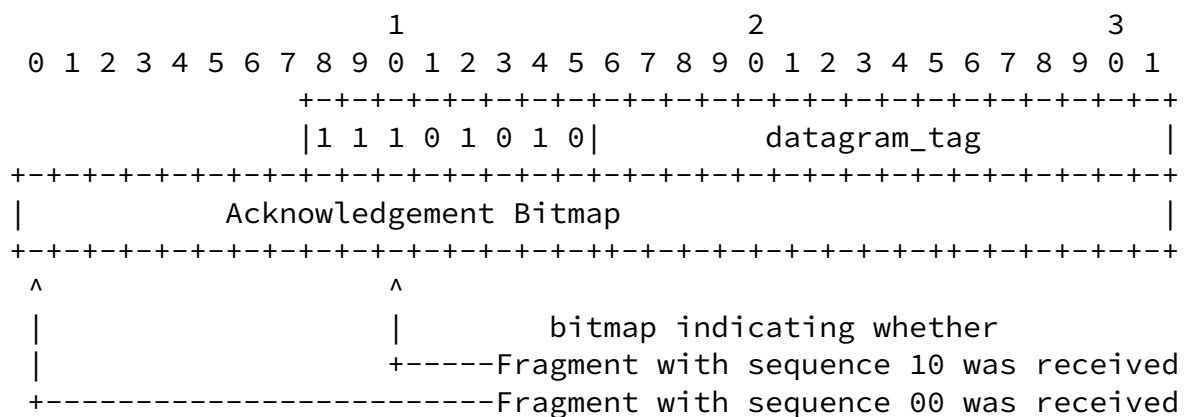 1                   2                   3
 0 1 2 3 4 5 6 7 8 9 0 1 2 3 4 5 6 7 8 9 0 1 2 3 4 5 6 7 8 9 0 1
                +-+-+-+-+-+-+-+-+-+-+-+-+-+-+-+-+-+-+-+-+-+-+-+-+
                |1 1 1 0 1 0 1 0|         datagram_tag          |
+-+-+-+-+-+-+-+-+-+-+-+-+-+-+-+-+-+-+-+-+-+-+-+-+-+-+-+-+-+-+-+-+
|           Acknowledgement Bitmap                              |
+-+-+-+-+-+-+-+-+-+-+-+-+-+-+-+-++-+-+-+-+-+-+-+-+-++-+-+-+-+-+-+
 ^                   ^
 |                   |        bitmap indicating whether
 |                   +-----Fragment with sequence 10 was received
 +-------------------------Fragment with sequence 00 was received